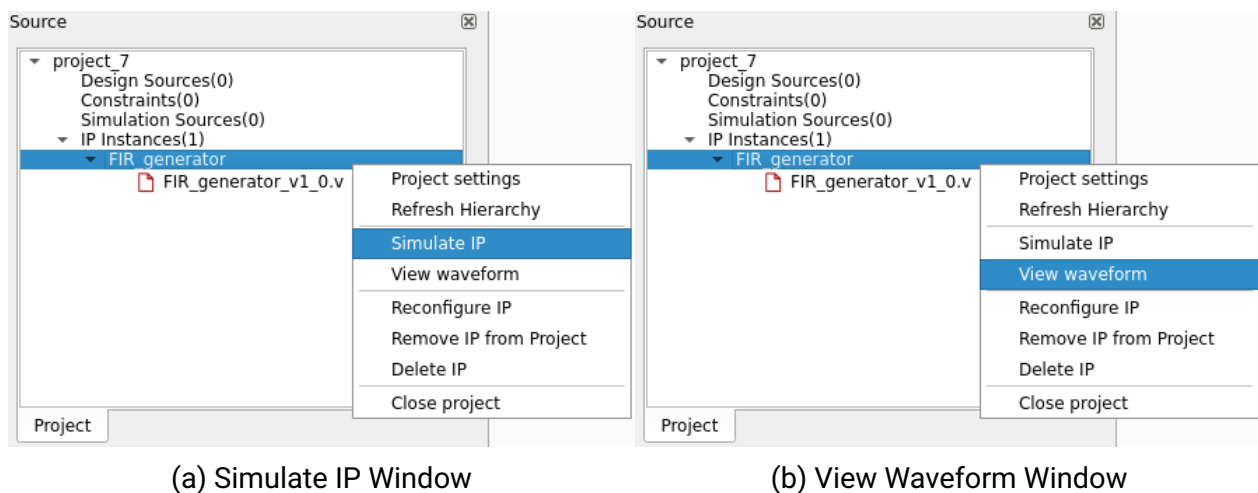 Source
project_7
Design Sources(0)
Constraints(0)
Simulation Sources(0)
IP Instances(1)
FIR_generator
FIR_generator_v1_0.v
Project settings
Refresh Hierarchy
Simulate IP
View waveform
Reconfigure IP
Remove IP from Project
Delete IP
Close project
Project
(a) Simulate IP Window
Source
project_7
Design Sources(0)
Constraints(0)
Simulation Sources(0)
IP Instances(1)
FIR_generator
FIR_generator_v1_0.v
Project settings
Refresh Hierarchy
Simulate IP
View waveform
Reconfigure IP
Remove IP from Project
Delete IP
Close project
Project
(b) View Waveform Window